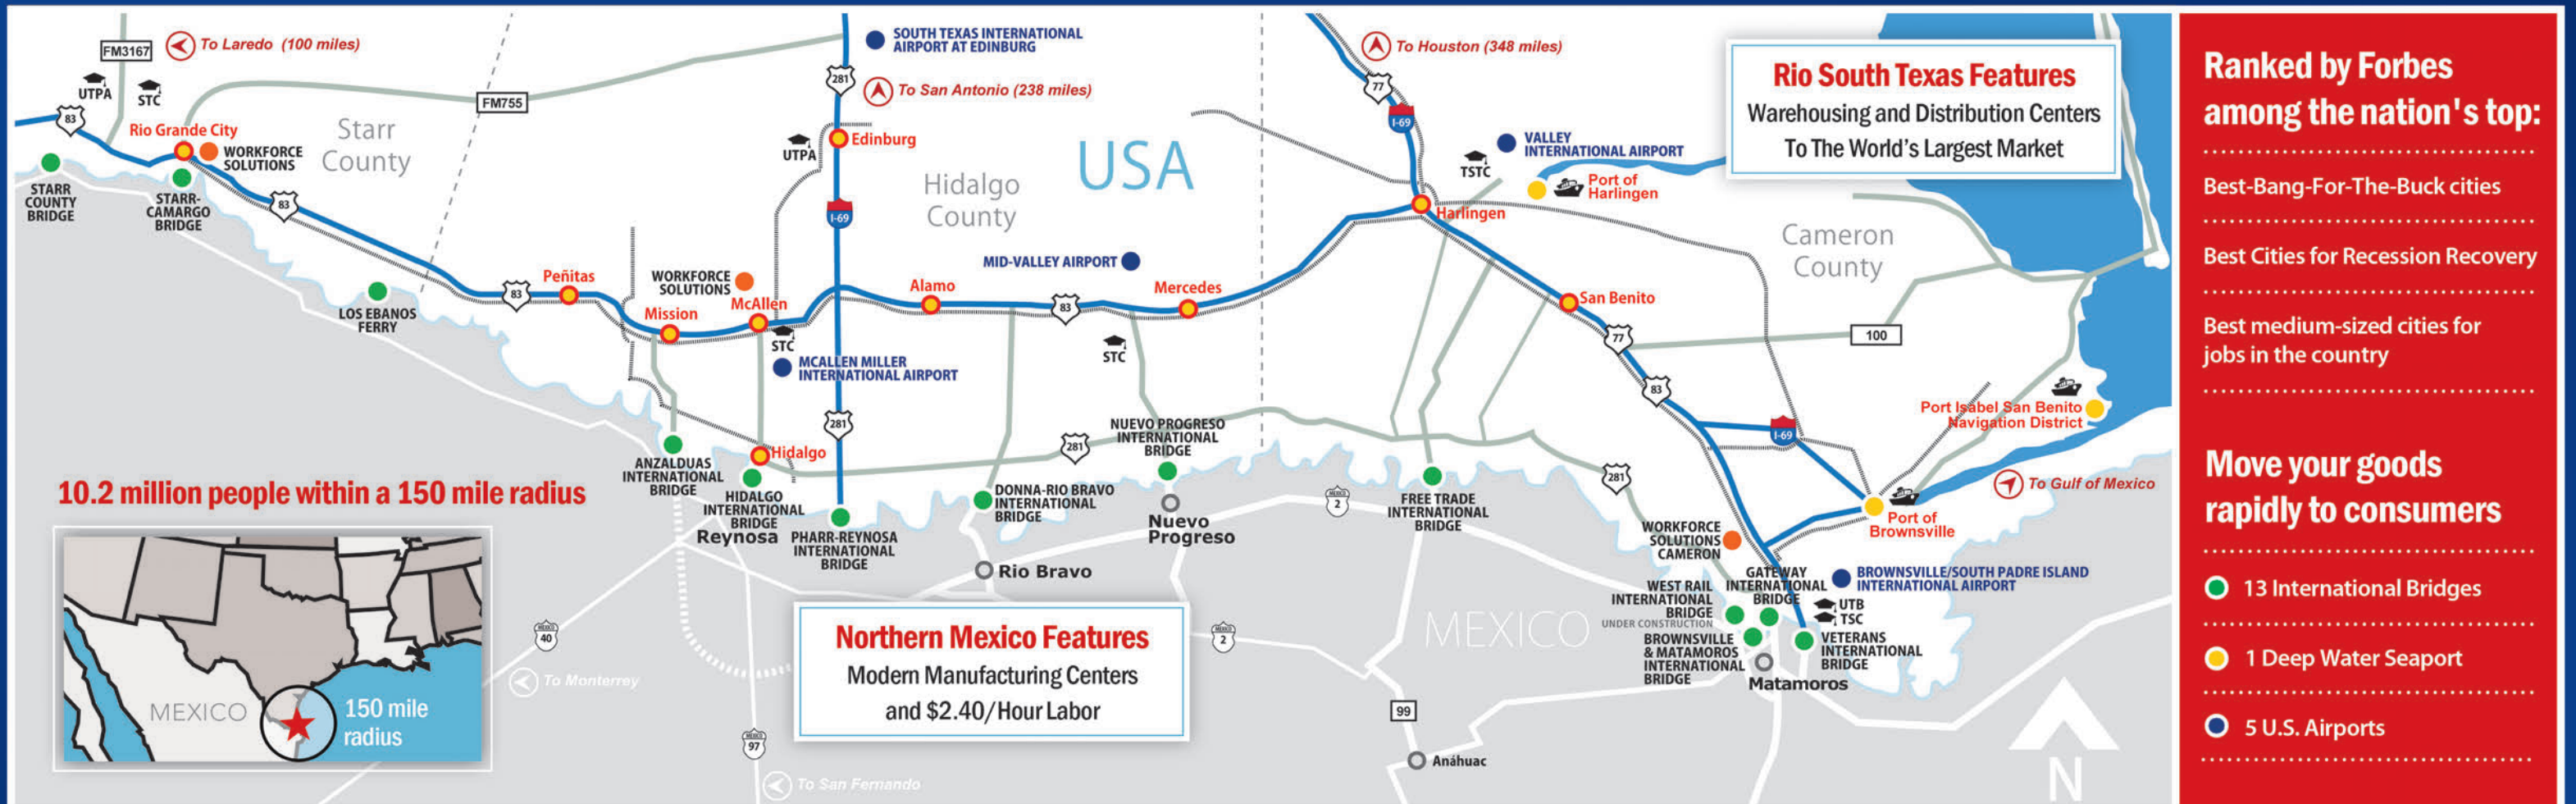 FM3167
To Laredo (100 miles)
UTPA
STC
83
Rio Grande City
WORKFORCE
SOLUTIONS
STARR
COUNTY
BRIDGE
STARR-
CAMARGO
BRIDGE
83
Starr
County
FM755
LOS EBANOS
FERRY
83
Peñitas
SOUTH TEXAS INTERNATIONAL
AIRPORT AT EDINBURG
281
To San Antonio (238 miles)
Edinburg
UTPA
I-69
Hidalgo
County
USA
WORKFORCE
SOLUTIONS
McAllen
Mission
STC
MCALLEN MILLER
INTERNATIONAL AIRPORT
Alamo
MID-VALLEY AIRPORT
83
Mercedes
STC
281
281
Hidalgo
ANZALDUAS
INTERNATIONAL
BRIDGE
HIDALGO
INTERNATIONAL
BRIDGE
Reynosa
PHARR-REYNOSA
INTERNATIONAL
BRIDGE
DONNA-RIO BRAVO
INTERNATIONAL
BRIDGE
Rio Bravo
NUEVO PROGRESO
INTERNATIONAL
BRIDGE
Nuevo
Progreso
To Houston (348 miles)
77
I-69
TSTC
VALLEY
INTERNATIONAL AIRPORT
Port of
Harlingen
Harlingen
Rio South Texas Features
Warehousing and Distribution Centers
To The World's Largest Market
Cameron
County
San Benito
77
100
83
I-69
Port Isabel San Benito
Navigation District
To Gulf of Mexico
Port of
Brownsville
281
MEXICO
2
FREE TRADE
INTERNATIONAL
BRIDGE
WORKFORCE
SOLUTIONS
CAMERON
WEST RAIL
INTERNATIONAL
BRIDGE
UNDER CONSTRUCTION
GATEWAY
INTERNATIONAL
BRIDGE
BROWNSVILLE/SOUTH PADRE ISLAND
INTERNATIONAL AIRPORT
UTB
TSC
BROWNSVILLE
& MATAMOROS
INTERNATIONAL
BRIDGE
VETERANS
INTERNATIONAL
BRIDGE
Matamoros
MEXICO
MEXICO
2
99
Anáhuac
N
10.2 million people within a 150 mile radius
MEXICO
150 mile
radius
MEXICO
40
To Monterrey
MEXICO
97
To San Fernando
Northern Mexico Features
Modern Manufacturing Centers
and $2.40/Hour Labor
Ranked by Forbes
among the nation's top:
Best-Bang-For-The-Buck cities
Best Cities for Recession Recovery
Best medium-sized cities for
jobs in the country
Move your goods
rapidly to consumers
13 International Bridges
1 Deep Water Seaport
5 U.S. Airports